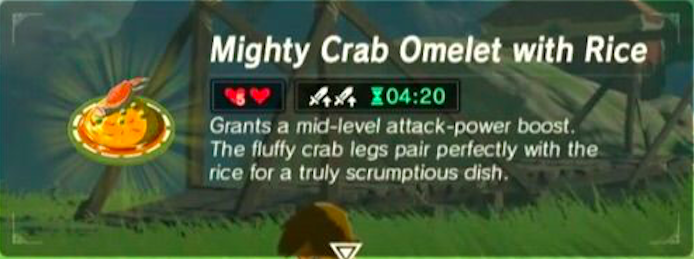 Mighty Crab Omelet with Rice
5 04:20
Grants a mid-level attack-power boost.
The fluffy crab legs pair perfectly with the
rice for a truly scrumptious dish.